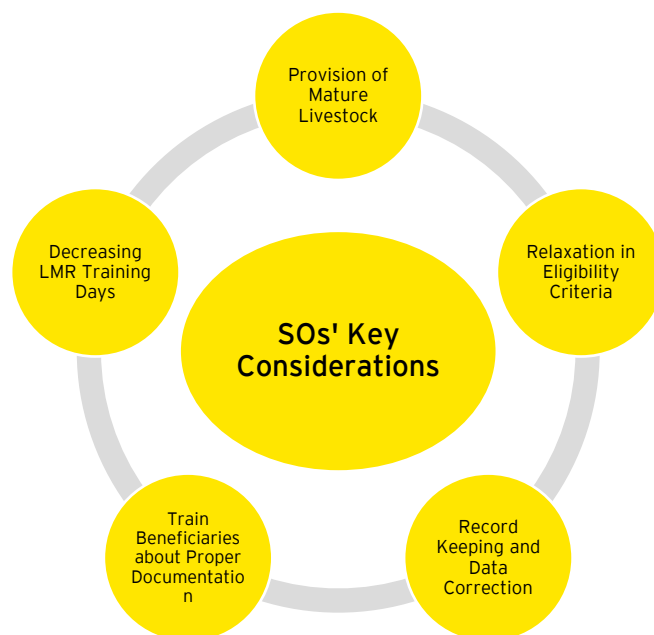 Provision of
Mature
Livestock
Relaxation in
Eligibility
Criteria
Record
Keeping and
Data
Correction
Train
Beneficiaries
about Proper
Documentatio
n
Decreasing
LMR Training
Days
SOs' Key
Considerations